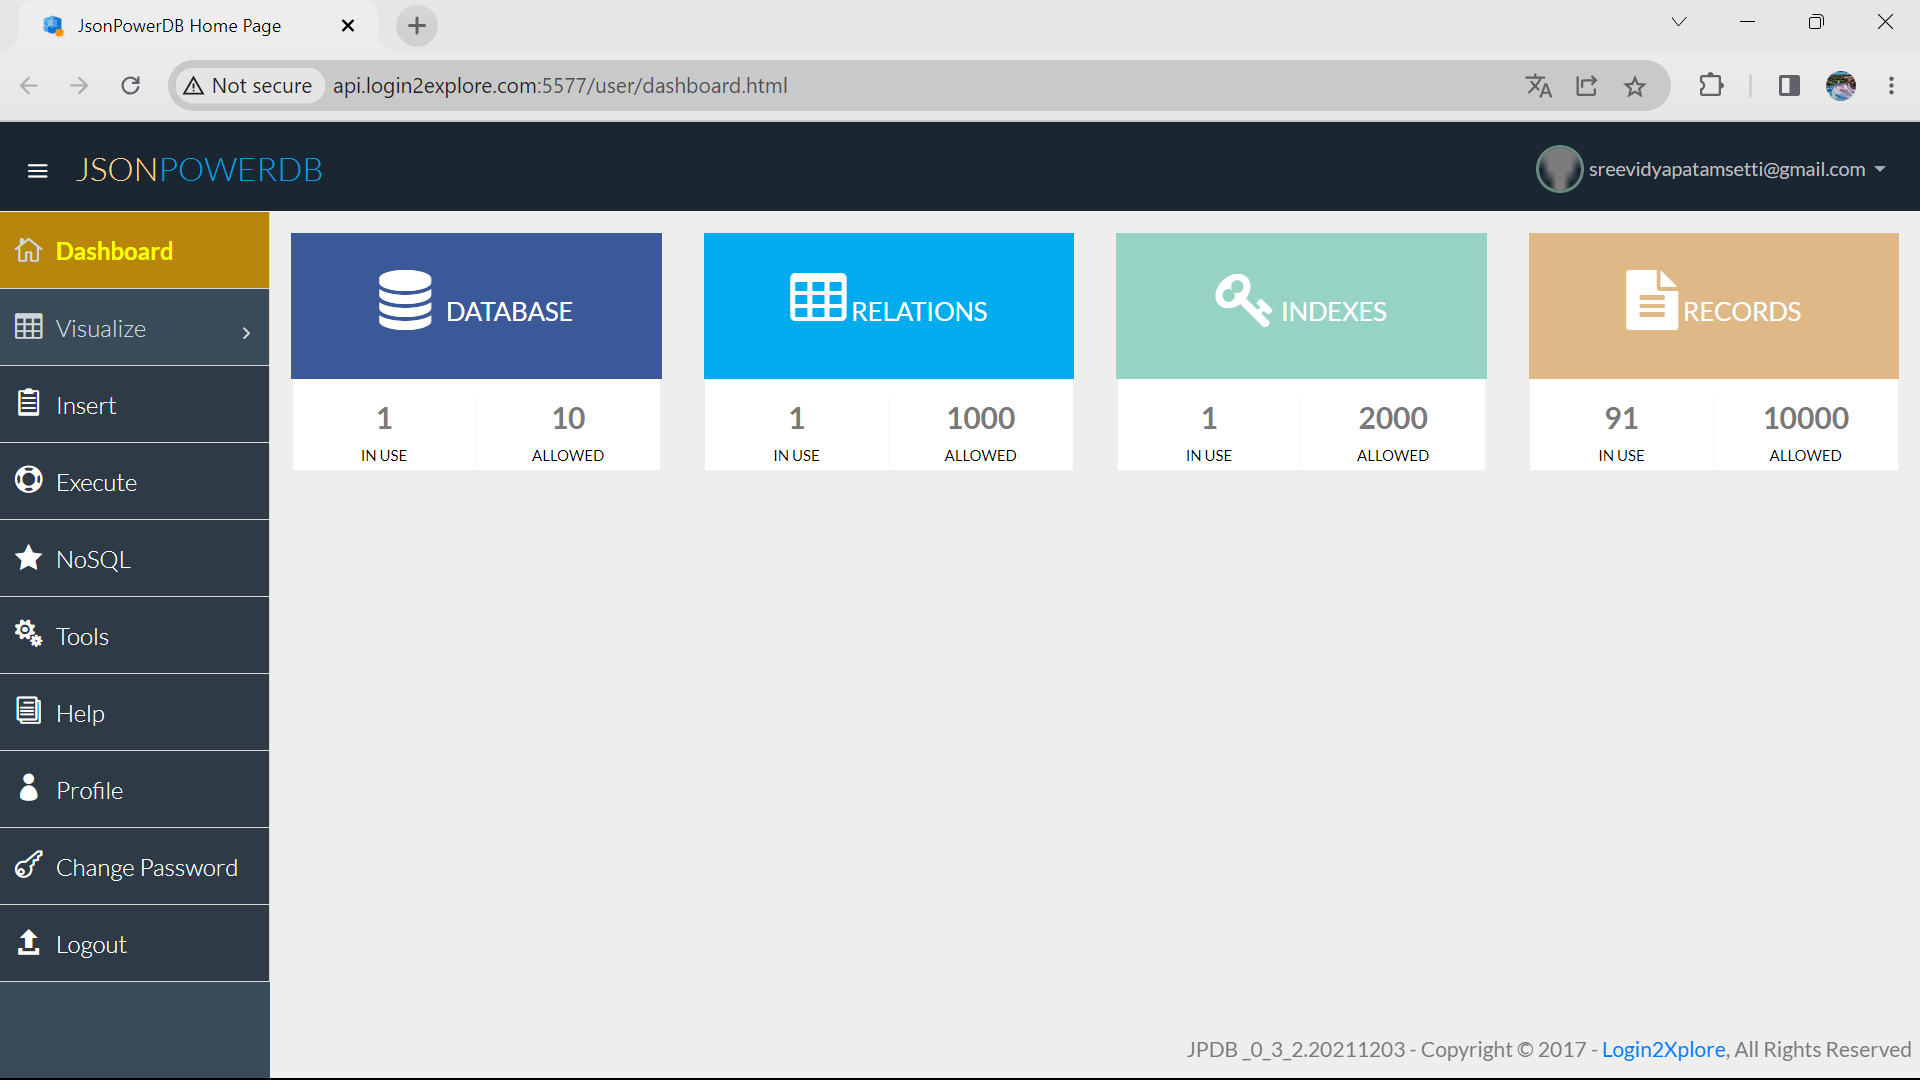 JsonPowerDB Home Page
Not secure
api.login2explore.com:5577/user/dashboard.html
JSONPOWERDB
sreevidyapatamsetti@gmail.com
Dashboard
Visualize
Insert
Execute
NoSQL
Tools
Help
Profile
Change Password
Logout
DATABASE
1
10
IN USE
ALLOWED
RELATIONS
1
1000
IN USE
ALLOWED
INDEXES
1
2000
IN USE
ALLOWED
RECORDS
91
10000
IN USE
ALLOWED
JPDB _0_3_2.20211203 - Copyright © 2017 - Login2Xplore, All Rights Reserved